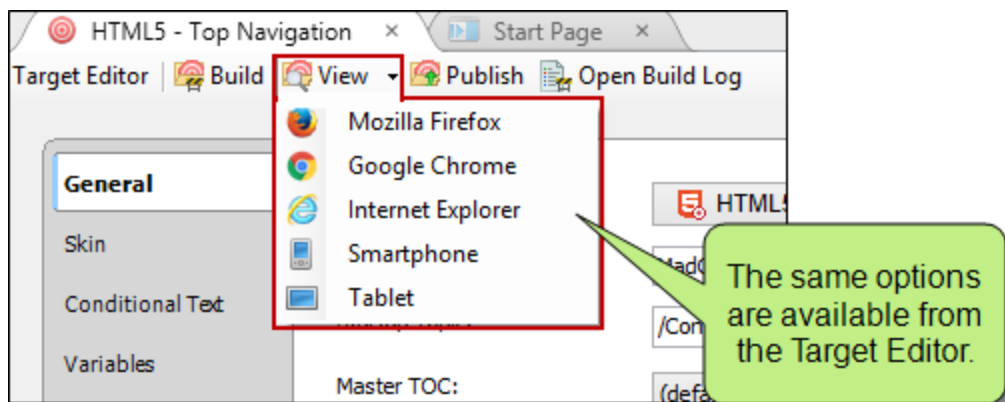 HTML5 - Top Navigation × Start Page ×
Target Editor Build View Publish Open Build Log
Mozilla Firefox
Google Chrome
Internet Explorer
Smartphone
Tablet
General
Skin
Conditional Text
Variables
HTML5
Master TOC:
The same options
are available from
the Target Editor.